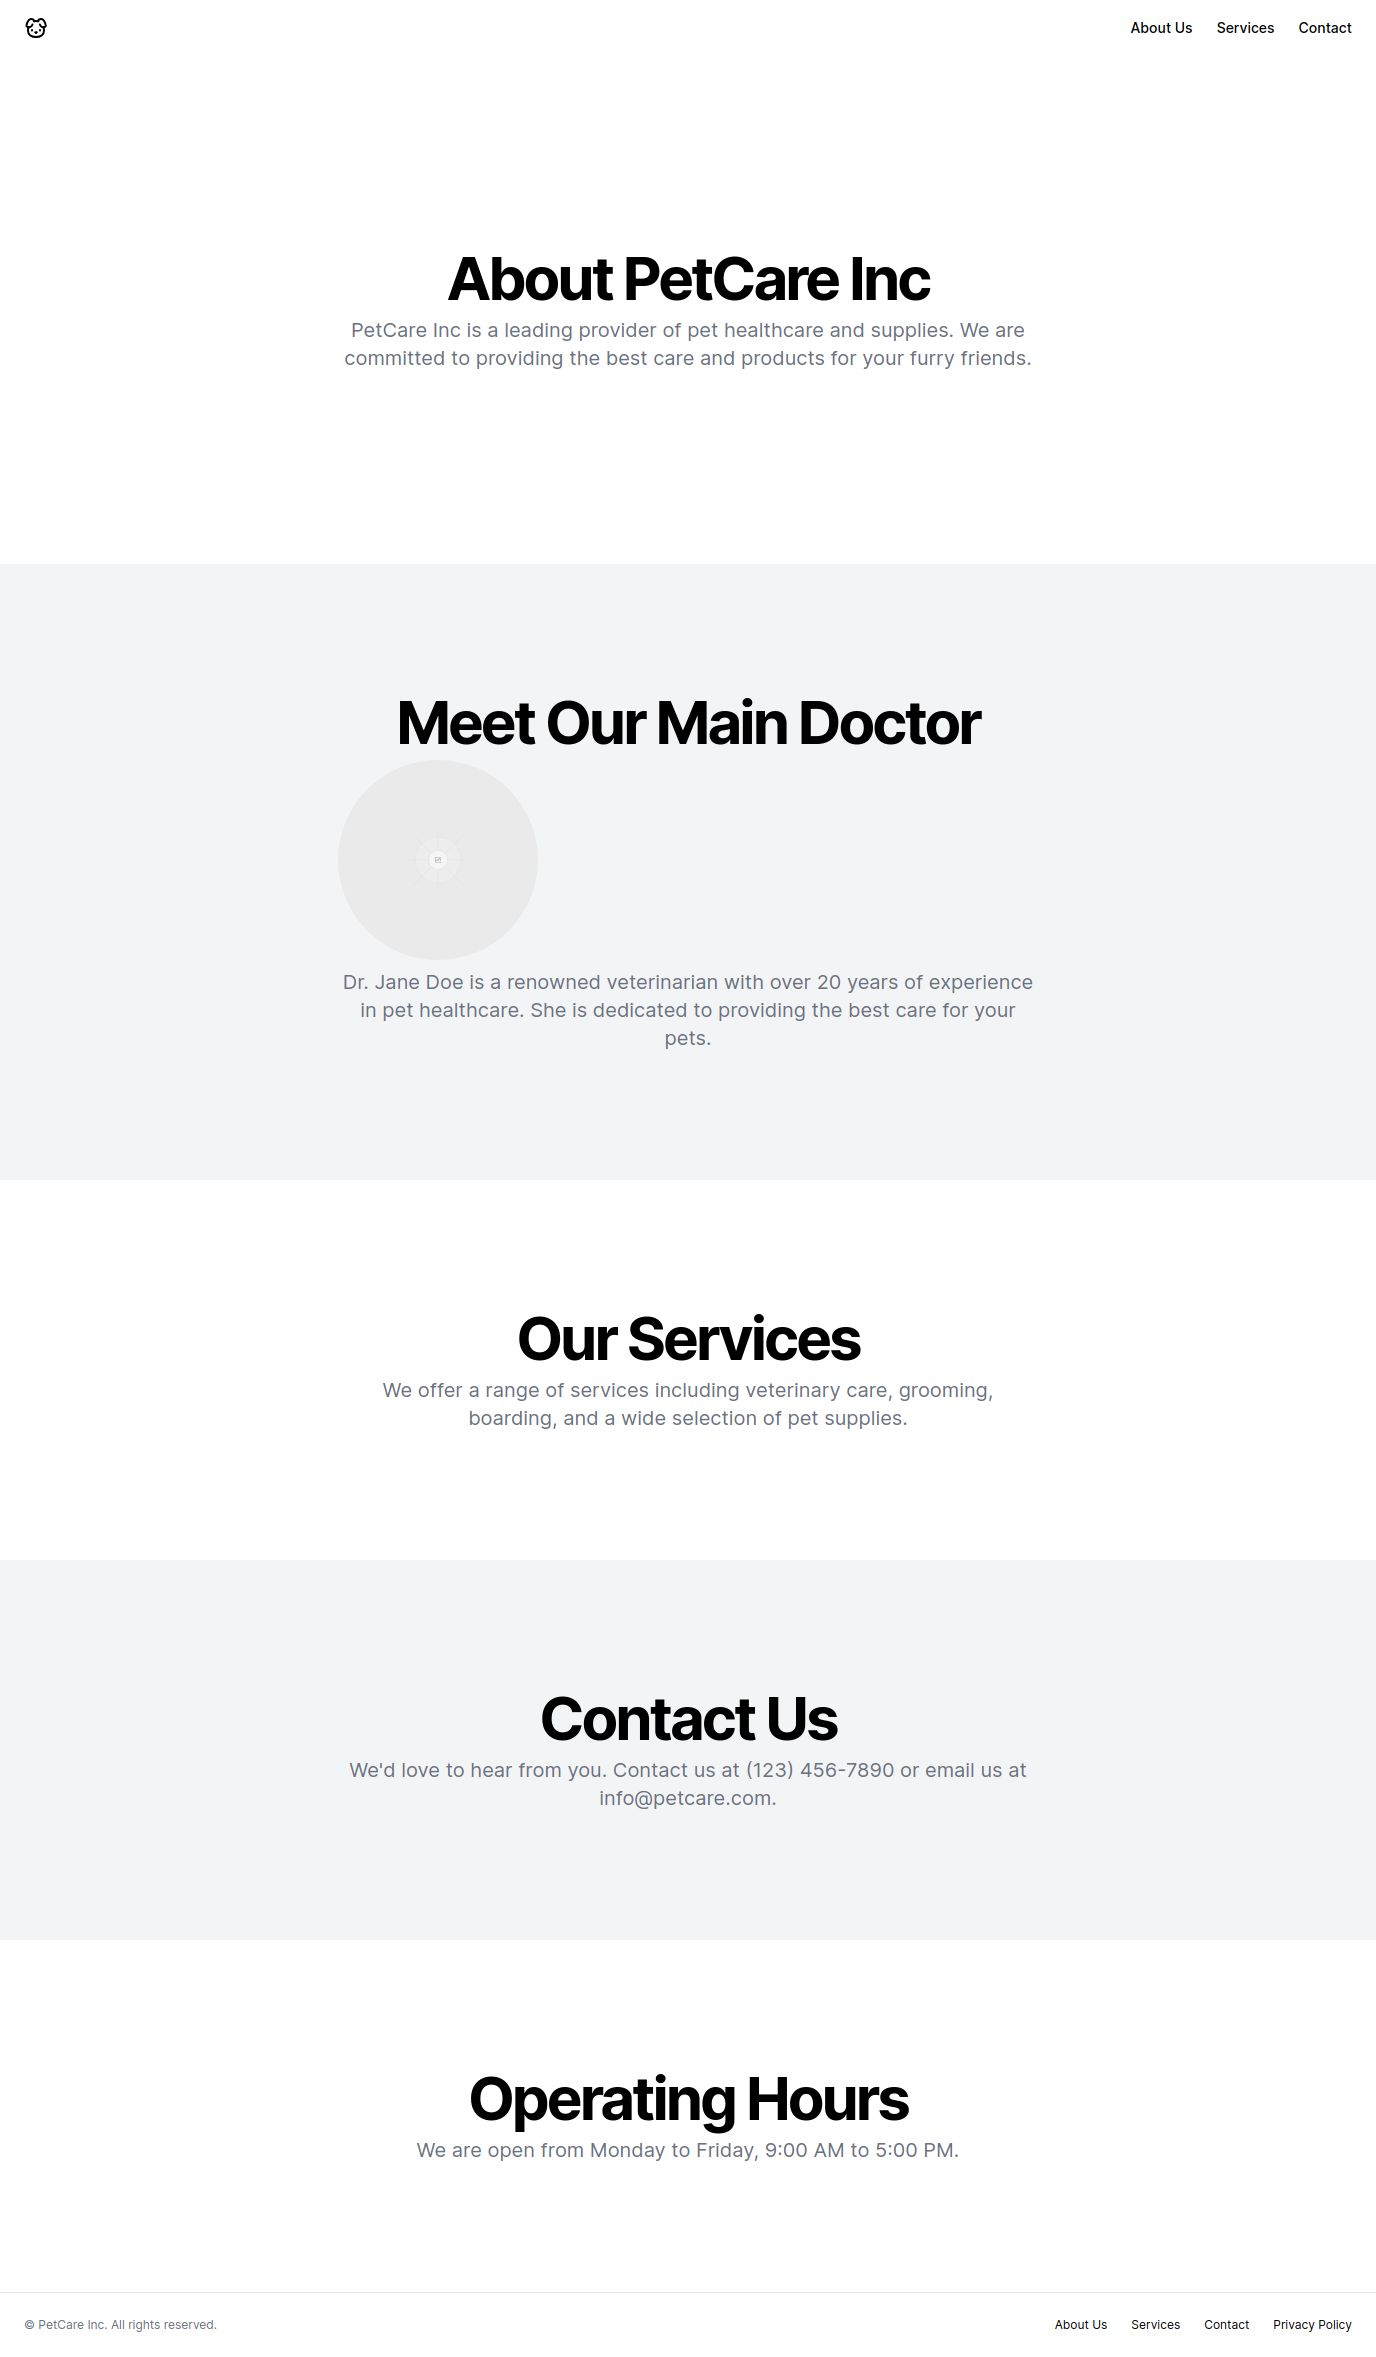 About Us Services Contact
About PetCare Inc
PetCare Inc is a leading provider of pet healthcare and supplies. We are
committed to providing the best care and products for your furry friends.
Meet Our Main Doctor
Dr. Jane Doe is a renowned veterinarian with over 20 years of experience
in pet healthcare. She is dedicated to providing the best care for your
pets.
Our Services
We offer a range of services including veterinary care, grooming,
boarding, and a wide selection of pet supplies.
Contact Us
We'd love to hear from you. Contact us at (123) 456-7890 or email us at
info@petcare.com.
Operating Hours
We are open from Monday to Friday, 9:00 AM to 5:00 PM.
© PetCare Inc. All rights reserved. About Us Services Contact Privacy Policy